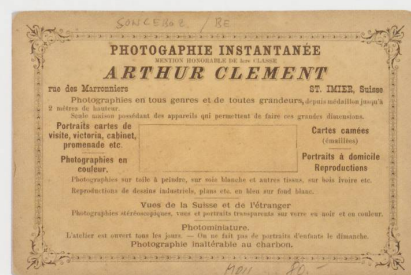 SONCEBOZ / BE
PHOTOGAPHIE INSTANTANÉE
MENTION HONORABLE DE 1ère CLASSE
ARTHUR CLEMENT
rue des Marronniers ST. IMIER, Suisse
Photographies en tous genres et de toutes grandeurs, depuis médaillon jusqu'à
2 mètres de hauteur.
Seule maison possédant des appareils qui permettent de faire ces grandes dimensions.
Portraits cartes de
visite, victoria, cabinet,
promenade etc.
Photographies en
couleur.
Cartes camées
(émaillées)
Portraits à domicile
Reproductions
Photographies sur toile à peindre, sur soie blanche et autres tissus, sur bois ivoire etc.
Reproductions de dessins industriels, plans etc. en bleu sur fond blanc.
Vues de la Suisse et de l'étranger
Photographies stéréoscopiques, vues et portraits transparents sur verre en noir et en couleur.
Photominiature.
L'atelier est ouvert tous les jours. — On ne fait pas de portraits d'enfants le dimanche.
Photographie inaltérable au charbon.